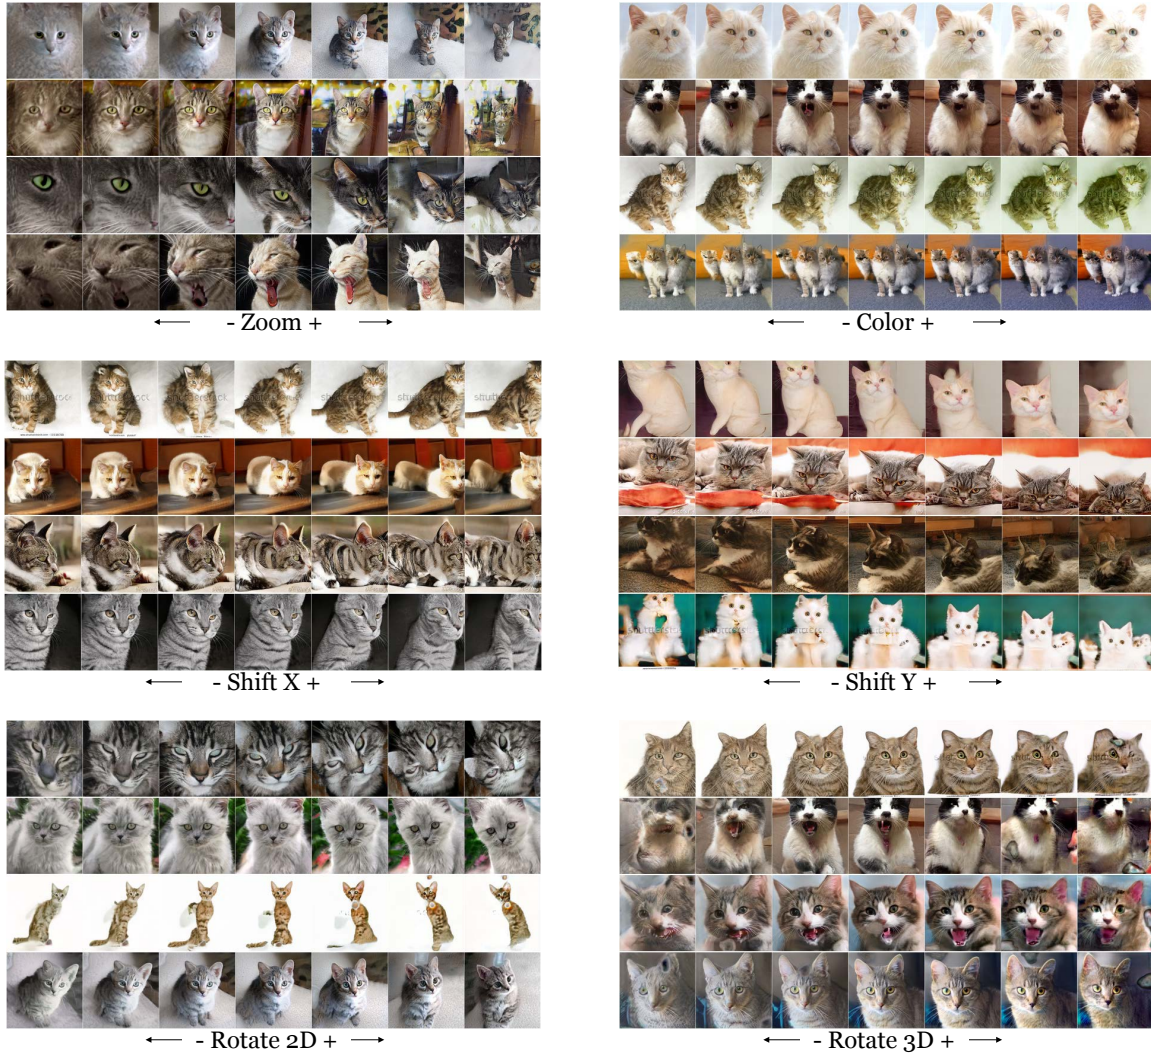 - Zoom +
- Color +
- Shift X +
- Shift Y +
- Rotate 2D +
- Rotate 3D +